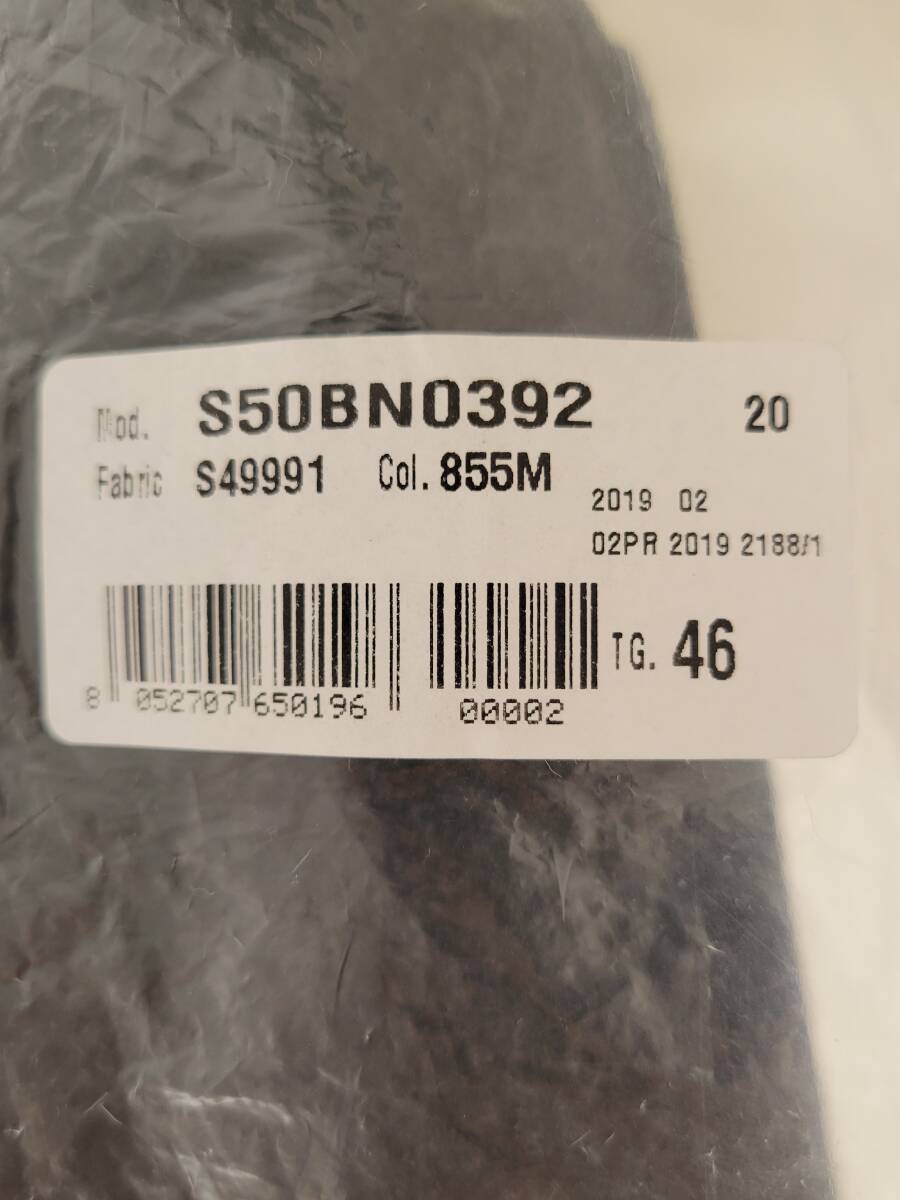 Mod. S50BN0392 20
Fabric S49991 Col. 855M
2019 02
02PR 2019 2188/1
TG. 46
8 052707 650196 00002